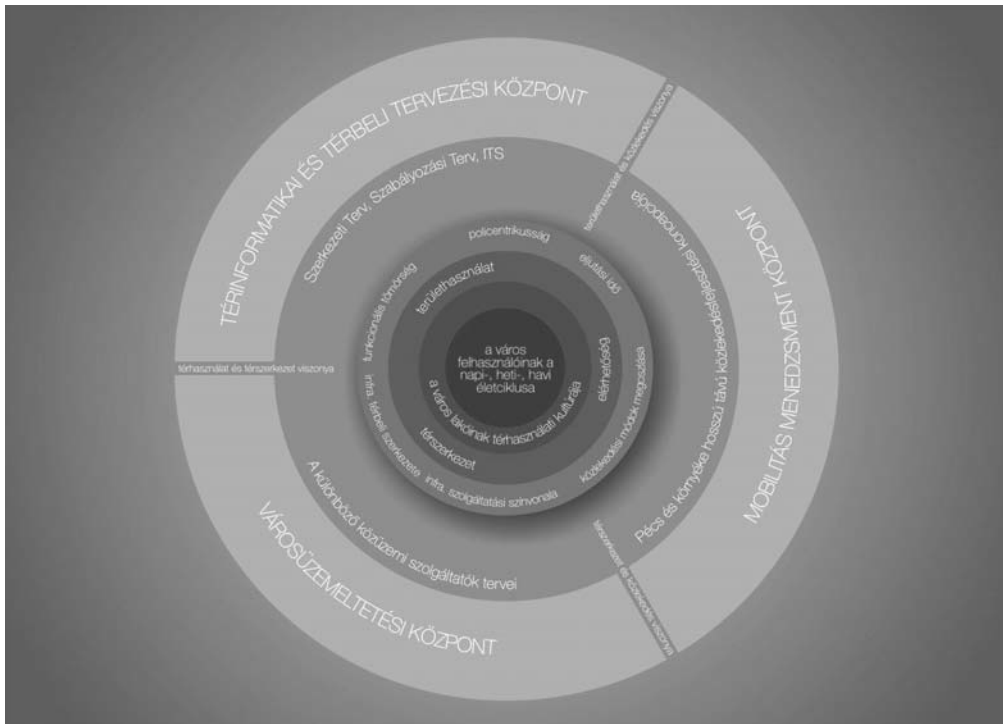 TÉRINFORMATIKAI ÉS TÉRBELI TERVEZÉSI KÖZPONT
MOBILITÁS MENEDZSMENT KÖZPONT
VÁROSÜZEMELTETÉSI KÖZPONT
területhasználat és közlekedés viszonya
térszerkezet és közlekedés viszonya
térhasználat és térszerkezet viszonya
Szerkezeti Terv, Szabályozási Terv, ITS
Pécs és környéke hosszú távú közlekedésfejlesztési koncepciója
A különböző közüzemi szolgáltatók tervei
policentrikusság
eljutási idő
közlekedési módok megoszlása
infra. szolgáltatási színvonala
infra. térbeli szerkezete
funkcionális tömörség
területhasználat
elérhetőség
térszerkezet
a város lakóinak térhasználati kultúrája
a város
felhasználóinak a
napi-, heti-, havi
életciklusa